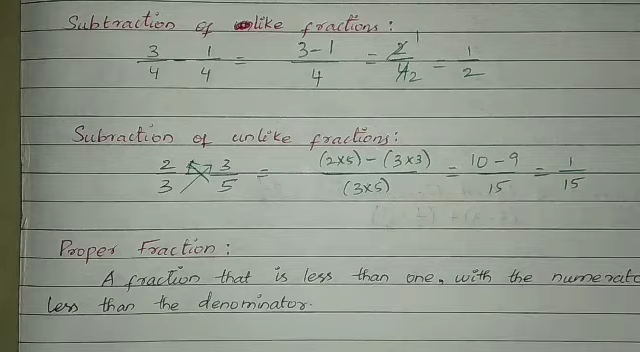 Subtraction of like fractions:
3/4 - 1/4 = 3-1/4 = 2̶ 1/4̶ 2 = 1/2
Subraction of unlike fractions:
2/3 - 3/5 = (2x5) - (3x3)/(3x5) = 10-9/15 = 1/15
Proper Fraction:
A fraction that is less than one, with the numerato
less than the denominator.